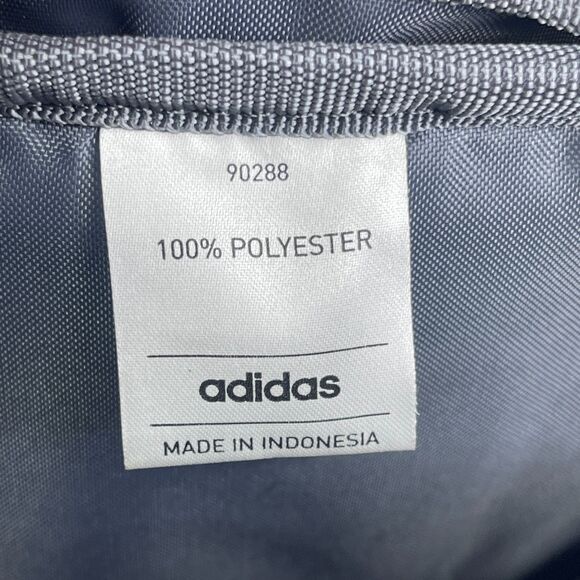 90288
100% POLYESTER
adidas
MADE IN INDONESIA